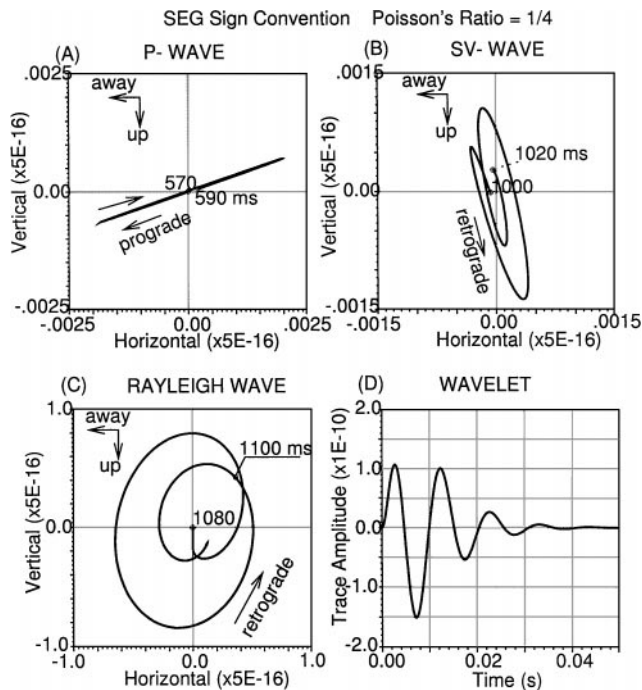 SEG Sign Convention Poisson's Ratio = 1/4
(A) P- WAVE
.0025
away
up
570
590 ms
prograde
0.00
-.0025
-.0025 0.00 .0025
Vertical (x5E-16)
Horizontal (x5E-16)
(B) SV- WAVE
.0015
away
up
1020 ms
1000
retrograde
0.00
-.0015
-.0015 0.00 .0015
Vertical (x5E-16)
Horizontal (x5E-16)
(C) RAYLEIGH WAVE
1.0
away
up
1100 ms
1080
retrograde
0.0
-1.0
-1.0 0.0 1.0
Vertical (x5E-16)
Horizontal (x5E-16)
(D) WAVELET
2.0
1.0
0.0
-1.0
-2.0
0.00 0.02 0.04
Trace Amplitude (x1E-10)
Time (s)